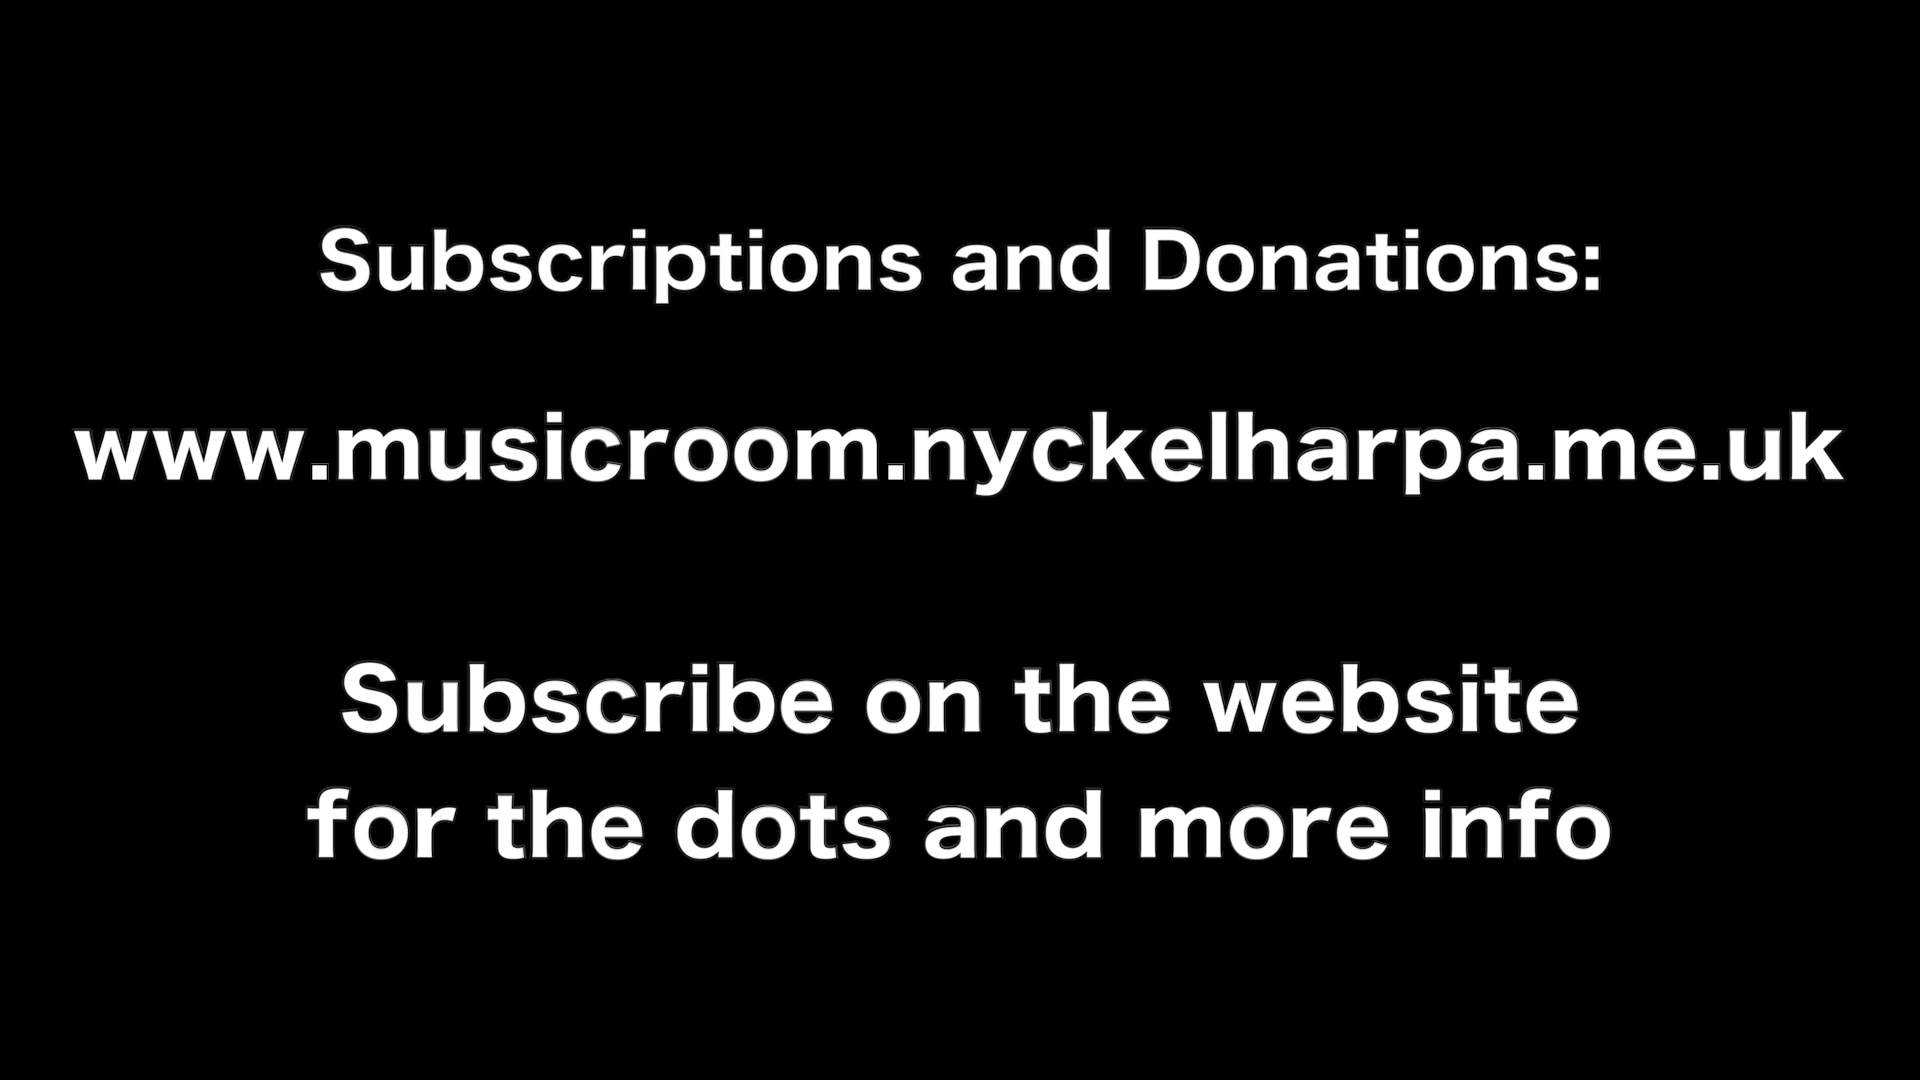 Subscriptions and Donations:
www.musicroom.nyckelharpa.me.uk
Subscribe on the website
for the dots and more info